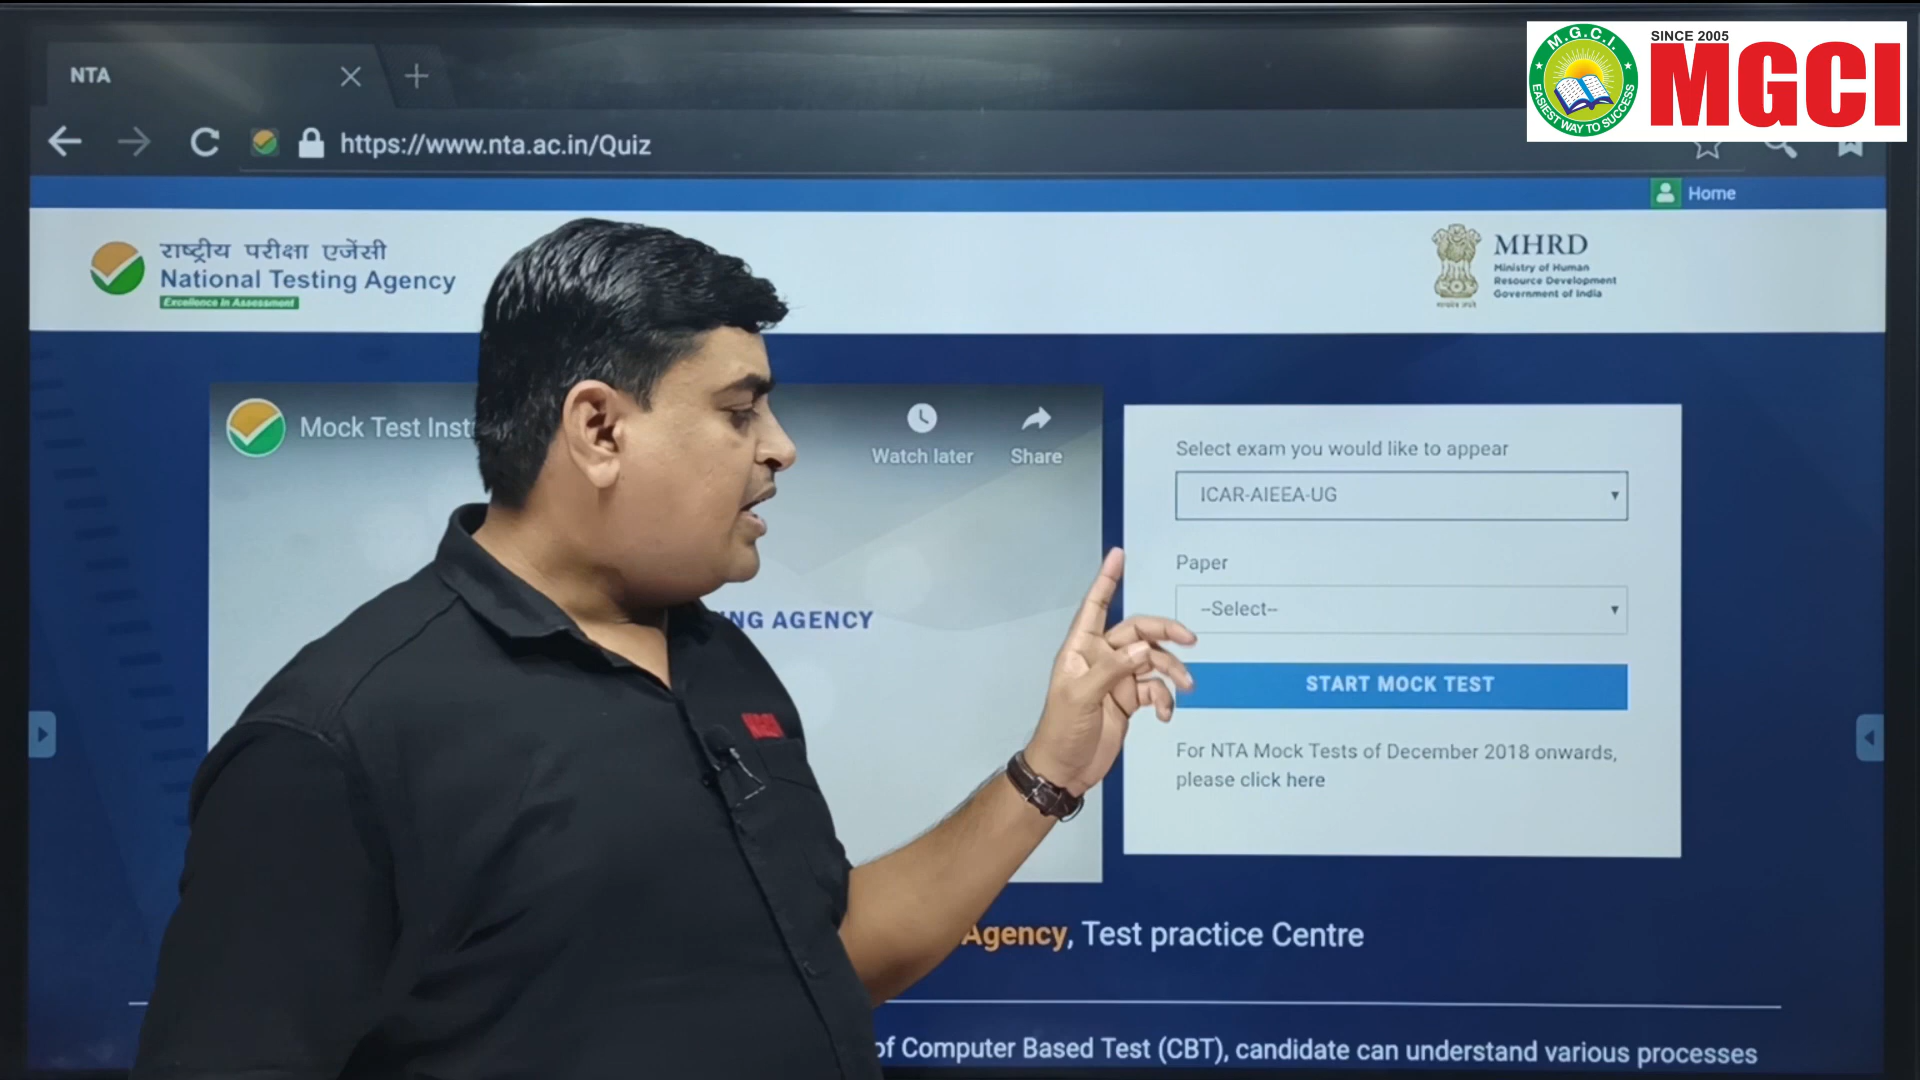 M.G.C.I.
EASIEST WAY TO SUCCESS
SINCE 2005
MGCI
NTA
https://www.nta.ac.in/Quiz
Home
राष्ट्रीय परीक्षा एजेंसी
National Testing Agency
Excellence in Assessment
MHRD
Ministry of Human
Resource Development
Government of India
Mock Test
Watch later
Share
AGENCY
Select exam you would like to appear
ICAR-AIEEA-UG
Paper
--Select--
START MOCK TEST
For NTA Mock Tests of December 2018 onwards,
please click here
Agency, Test practice Centre
of Computer Based Test (CBT), candidate can understand various processes